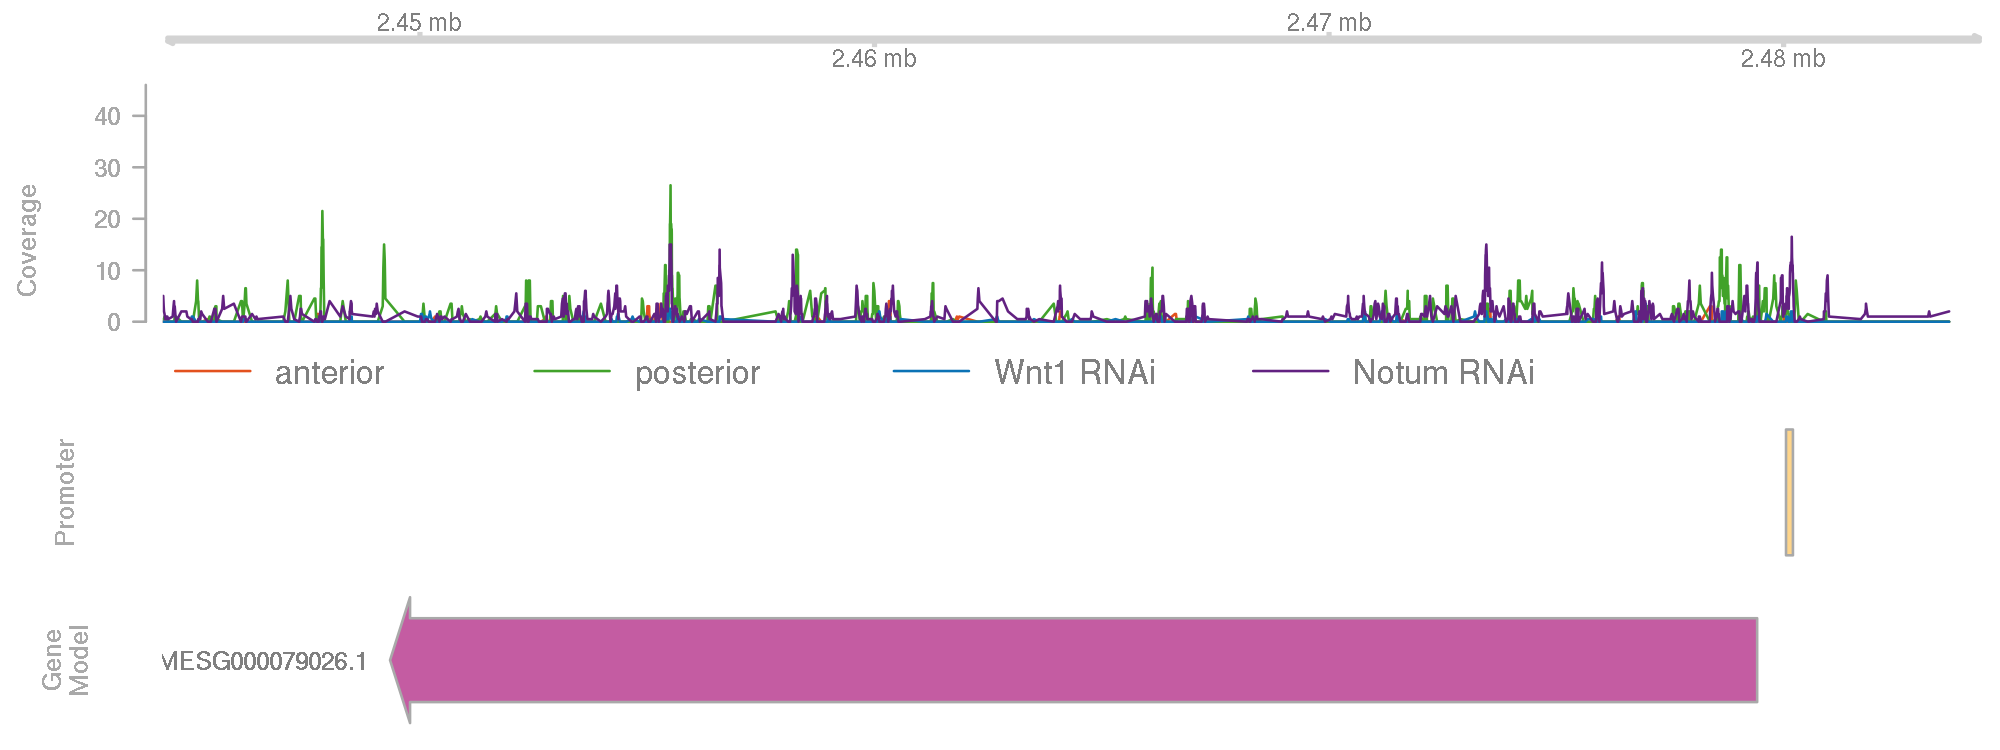 2.45 mb
2.47 mb
2.46 mb
2.48 mb
Coverage
40
30
20
10
0
anterior posterior Wnt1 RNAi Notum RNAi
Promoter
Gene
Model
MESG000079026.1